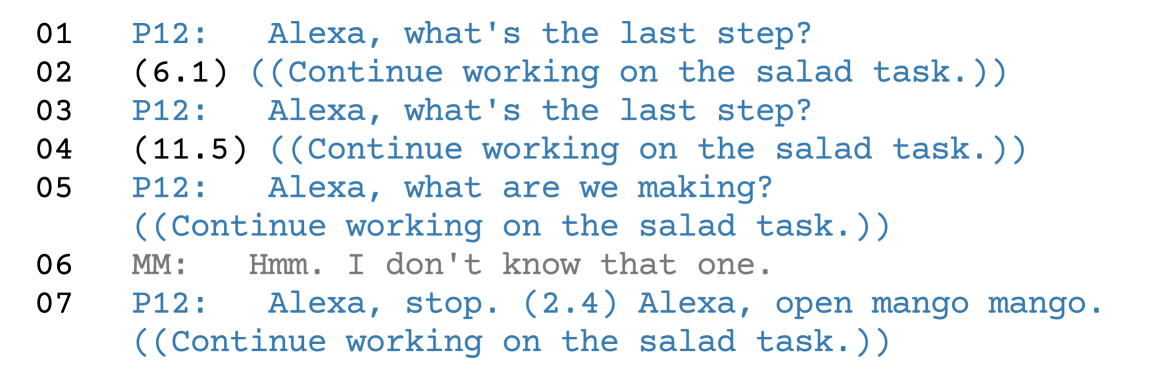 01 P12: Alexa, what's the last step?
02 (6.1) ((Continue working on the salad task.))
03 P12: Alexa, what's the last step?
04 (11.5) ((Continue working on the salad task.))
05 P12: Alexa, what are we making?
((Continue working on the salad task.))
06 MM: Hmm. I don't know that one.
07 P12: Alexa, stop. (2.4) Alexa, open mango mango.
((Continue working on the salad task.))